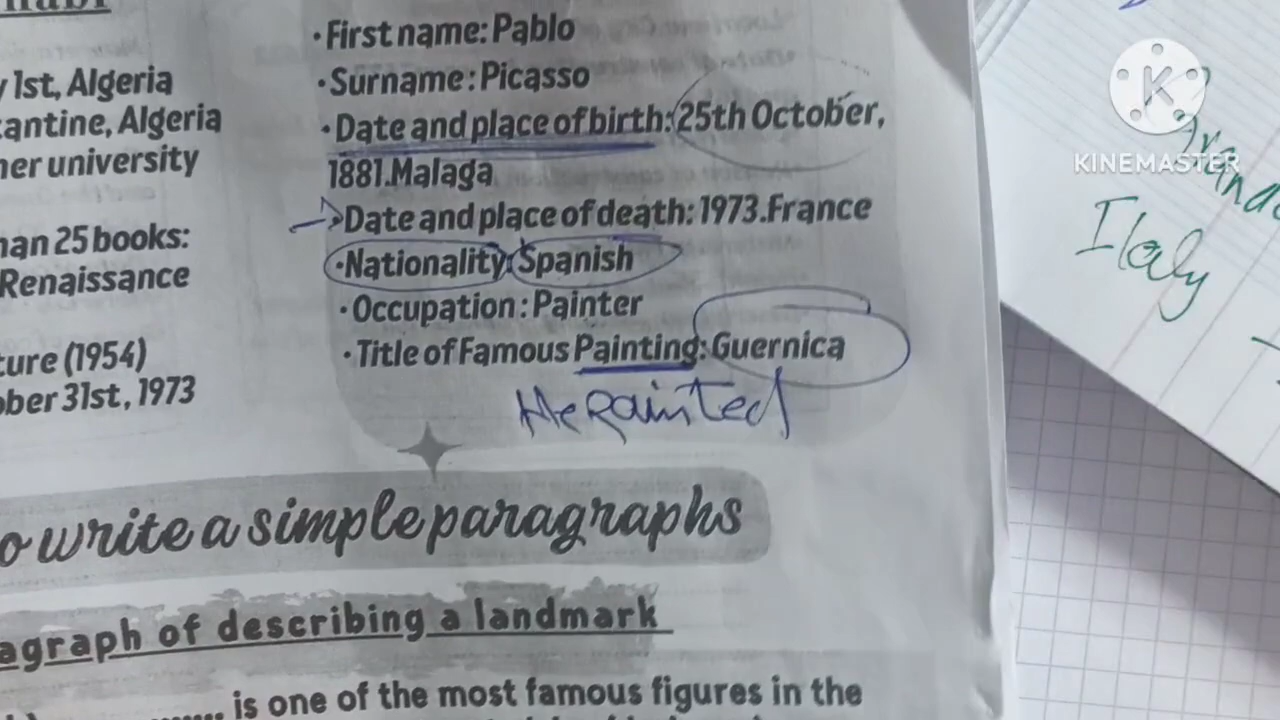 y 1st, Algeria
antine, Algeria
her university
han 25 books:
Renaissance
ture (1954)
ober 31st, 1973
• First name: Pablo
• Surname : Picasso
• Date and place of birth: 25th October,
1881.Malaga
Date and place of death: 1973.France
• Nationality: Spanish
• Occupation : Painter
• Title of Famous Painting: Guernica
He painted
o write a simple paragraphs
agraph of describing a landmark
........ is one of the most famous figures in the
K
KINEMASTER
Italy